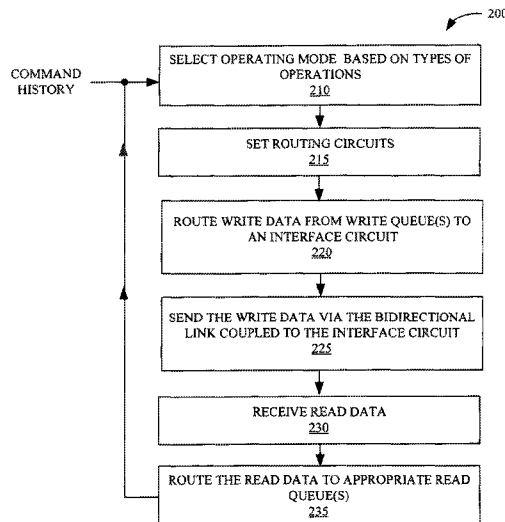 200
SELECT OPERATING MODE BASED ON TYPES OF
OPERATIONS
210
COMMAND
HISTORY
SET ROUTING CIRCUITS
215
ROUTE WRITE DATA FROM WRITE QUEUE(S) TO
AN INTERFACE CIRCUIT
220
SEND THE WRITE DATA VIA THE BIDIRECTIONAL
LINK COUPLED TO THE INTERFACE CIRCUIT
225
RECEIVE READ DATA
230
ROUTE THE READ DATA TO APPROPRIATE READ
QUEUE(S)
235